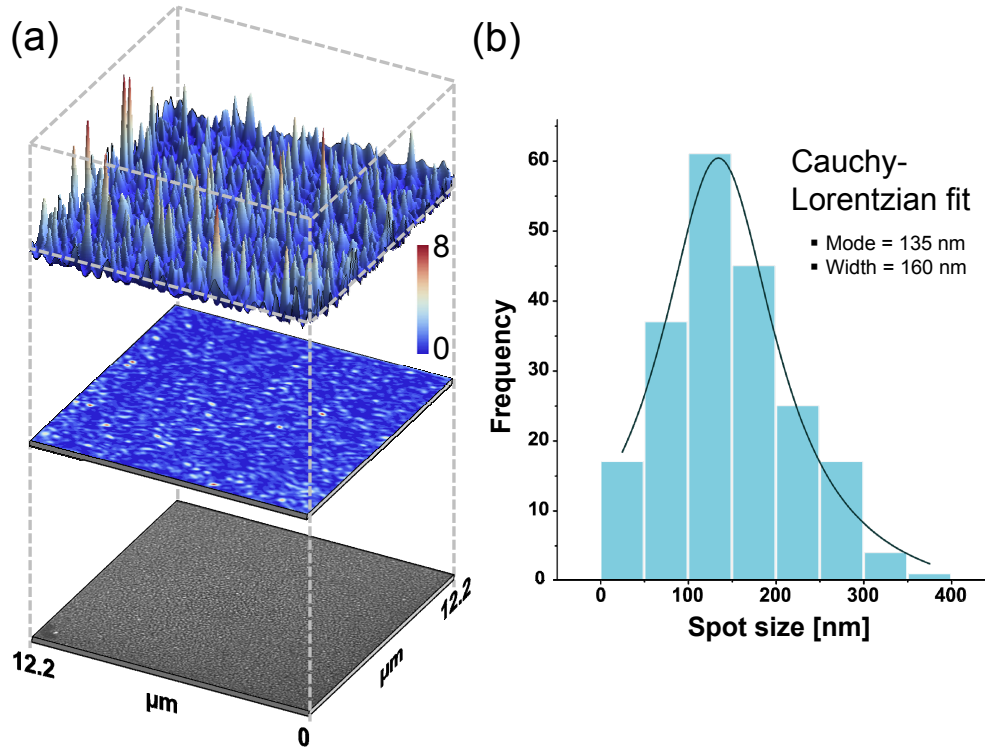 (a)
8
0
12.2
µm
0
µm
12.2
(b)
Frequency
60
50
40
30
20
10
0
Cauchy-
Lorentzian fit
▪ Mode = 135 nm
▪ Width = 160 nm
0 100 200 300 400
Spot size [nm]